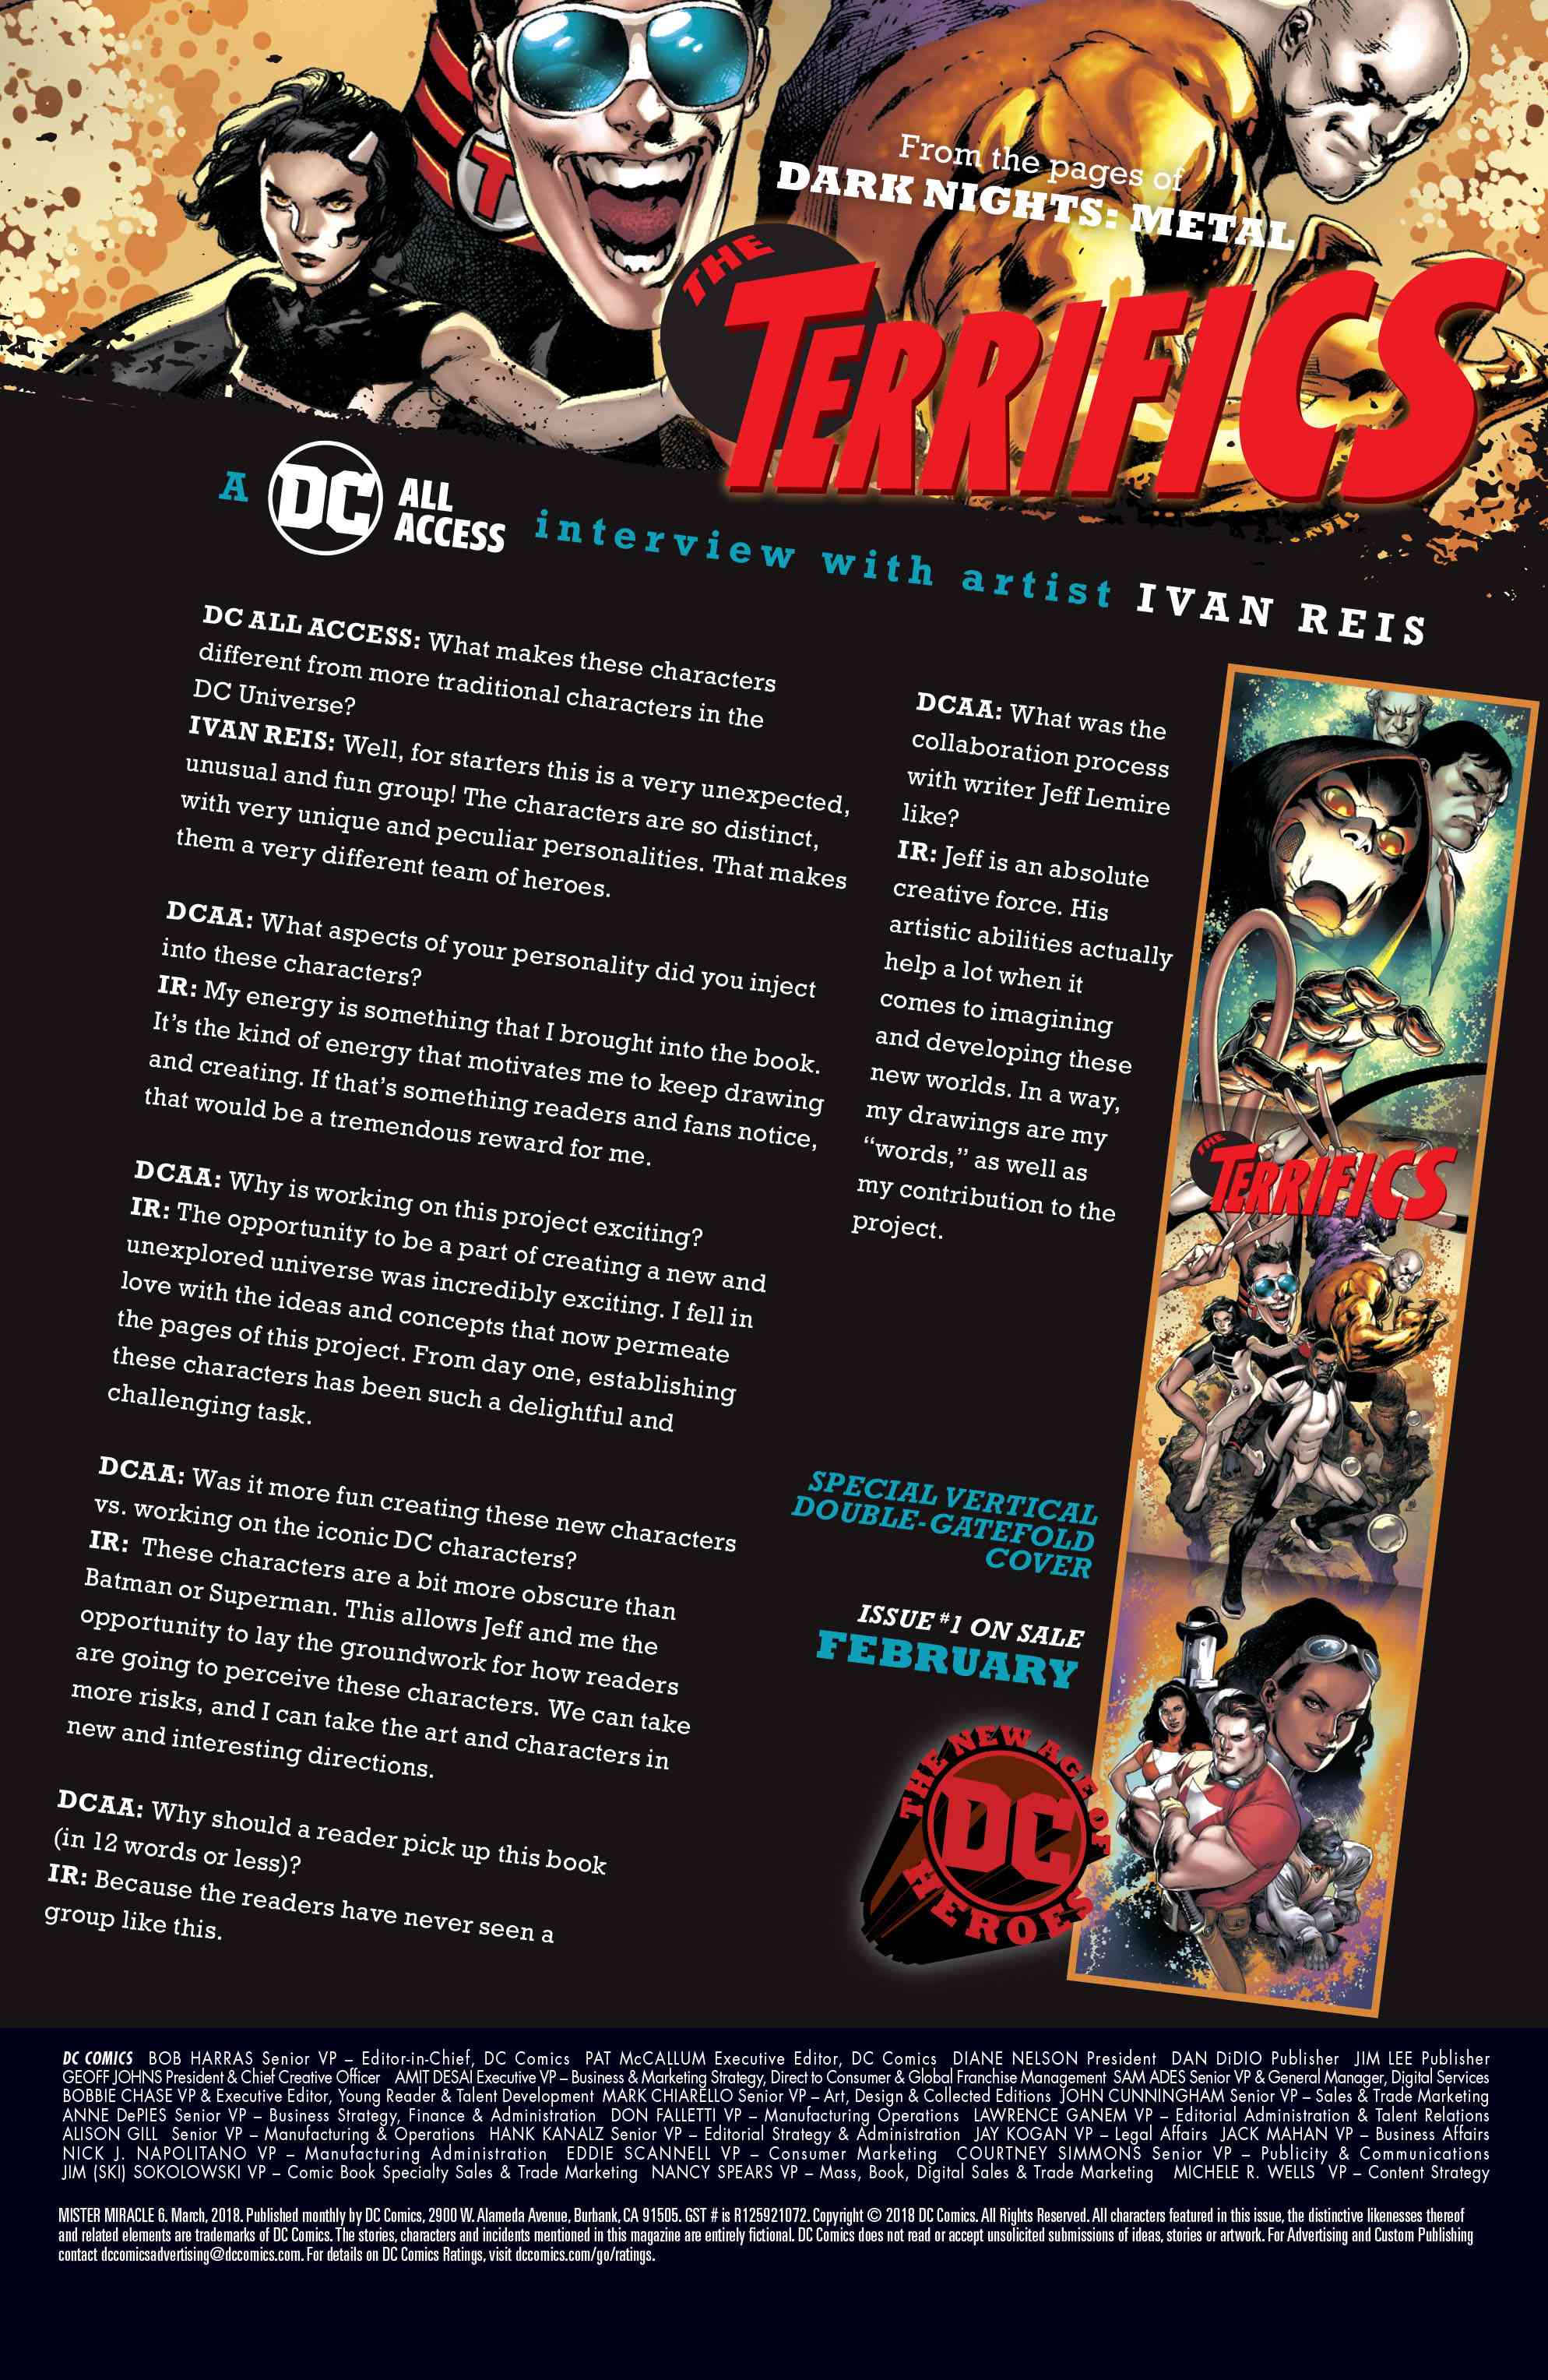 From the pages of
DARK NIGHTS: METAL
THE
TERRIFICS
T
A DC ALL ACCESS interview with artist IVAN REIS
DC ALL ACCESS: What makes these characters
different from more traditional characters in the
DC Universe?
IVAN REIS: Well, for starters this is a very unexpected,
unusual and fun group! The characters are so distinct,
with very unique and peculiar personalities. That makes
them a very different team of heroes.
DCAA: What aspects of your personality did you inject
into these characters?
IR: My energy is something that I brought into the book.
It's the kind of energy that motivates me to keep drawing
and creating. If that's something readers and fans notice,
that would be a tremendous reward for me.
DCAA: Why is working on this project exciting?
IR: The opportunity to be a part of creating a new and
unexplored universe was incredibly exciting. I fell in
love with the ideas and concepts that now permeate
the pages of this project. From day one, establishing
these characters has been such a delightful and
challenging task.
DCAA: Was it more fun creating these new characters
vs. working on the iconic DC characters?
IR: These characters are a bit more obscure than
Batman or Superman. This allows Jeff and me the
opportunity to lay the groundwork for how readers
are going to perceive these characters. We can take
more risks, and I can take the art and characters in
new and interesting directions.
DCAA: Why should a reader pick up this book
(in 12 words or less)?
IR: Because the readers have never seen a
group like this.
DCAA: What was the
collaboration process
with writer Jeff Lemire
like?
IR: Jeff is an absolute
creative force. His
artistic abilities actually
help a lot when it
comes to imagining
and developing these
new worlds. In a way,
my drawings are my
“words,” as well as
my contribution to the
project.
THE
TERRIFICS
SPECIAL VERTICAL
DOUBLE-GATEFOLD
COVER
ISSUE #1 ON SALE
FEBRUARY
THE NEW AGE OF
DC
HEROES
DC COMICS BOB HARRAS Senior VP – Editor-in-Chief, DC Comics PAT McCALLUM Executive Editor, DC Comics DIANE NELSON President DAN DiDIO Publisher JIM LEE Publisher
GEOFF JOHNS President & Chief Creative Officer AMIT DESAI Executive VP – Business & Marketing Strategy, Direct to Consumer & Global Franchise Management SAM ADES Senior VP & General Manager, Digital Services
BOBBIE CHASE VP & Executive Editor, Young Reader & Talent Development MARK CHIARELLO Senior VP – Art, Design & Collected Editions JOHN CUNNINGHAM Senior VP – Sales & Trade Marketing
ANNE DePIES Senior VP – Business Strategy, Finance & Administration DON FALLETTI VP – Manufacturing Operations LAWRENCE GANEM VP – Editorial Administration & Talent Relations
ALISON GILL Senior VP – Manufacturing & Operations HANK KANALZ Senior VP – Editorial Strategy & Administration JAY KOGAN VP – Legal Affairs JACK MAHAN VP – Business Affairs
NICK J. NAPOLITANO VP – Manufacturing Administration EDDIE SCANNELL VP – Consumer Marketing COURTNEY SIMMONS Senior VP – Publicity & Communications
JIM (SKI) SOKOLOWSKI VP – Comic Book Specialty Sales & Trade Marketing NANCY SPEARS VP – Mass, Book, Digital Sales & Trade Marketing MICHELE R. WELLS VP – Content Strategy
MISTER MIRACLE 6. March, 2018. Published monthly by DC Comics, 2900 W. Alameda Avenue, Burbank, CA 91505. GST # is R125921072. Copyright © 2018 DC Comics. All Rights Reserved. All characters featured in this issue, the distinctive likenesses thereof
and related elements are trademarks of DC Comics. The stories, characters and incidents mentioned in this magazine are entirely fictional. DC Comics does not read or accept unsolicited submissions of ideas, stories or artwork. For Advertising and Custom Publishing
contact dccomicsadvertising@dccomics.com. For details on DC Comics Ratings, visit dccomics.com/go/ratings.